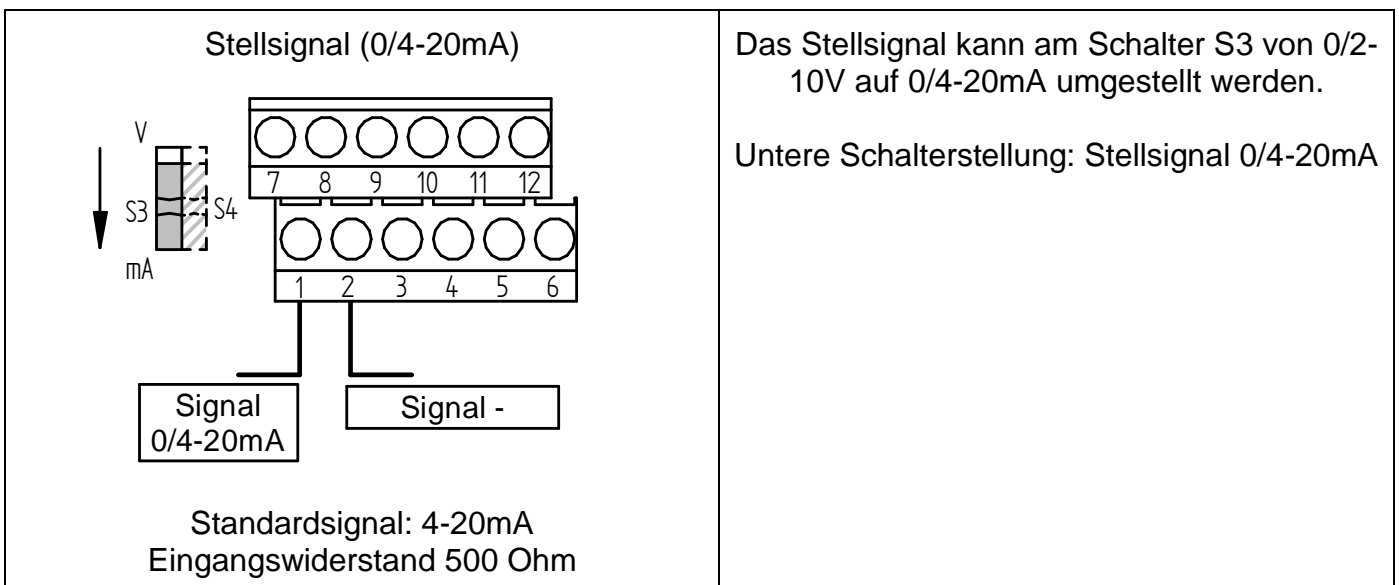 Stellsignal (0/4-20mA)
V
7 8 9 10 11 12
S3 S4
mA
1 2 3 4 5 6
Signal
0/4-20mA
Signal -
Standardsignal: 4-20mA
Eingangswiderstand 500 Ohm
Das Stellsignal kann am Schalter S3 von 0/2-
10V auf 0/4-20mA umgestellt werden.
Untere Schalterstellung: Stellsignal 0/4-20mA